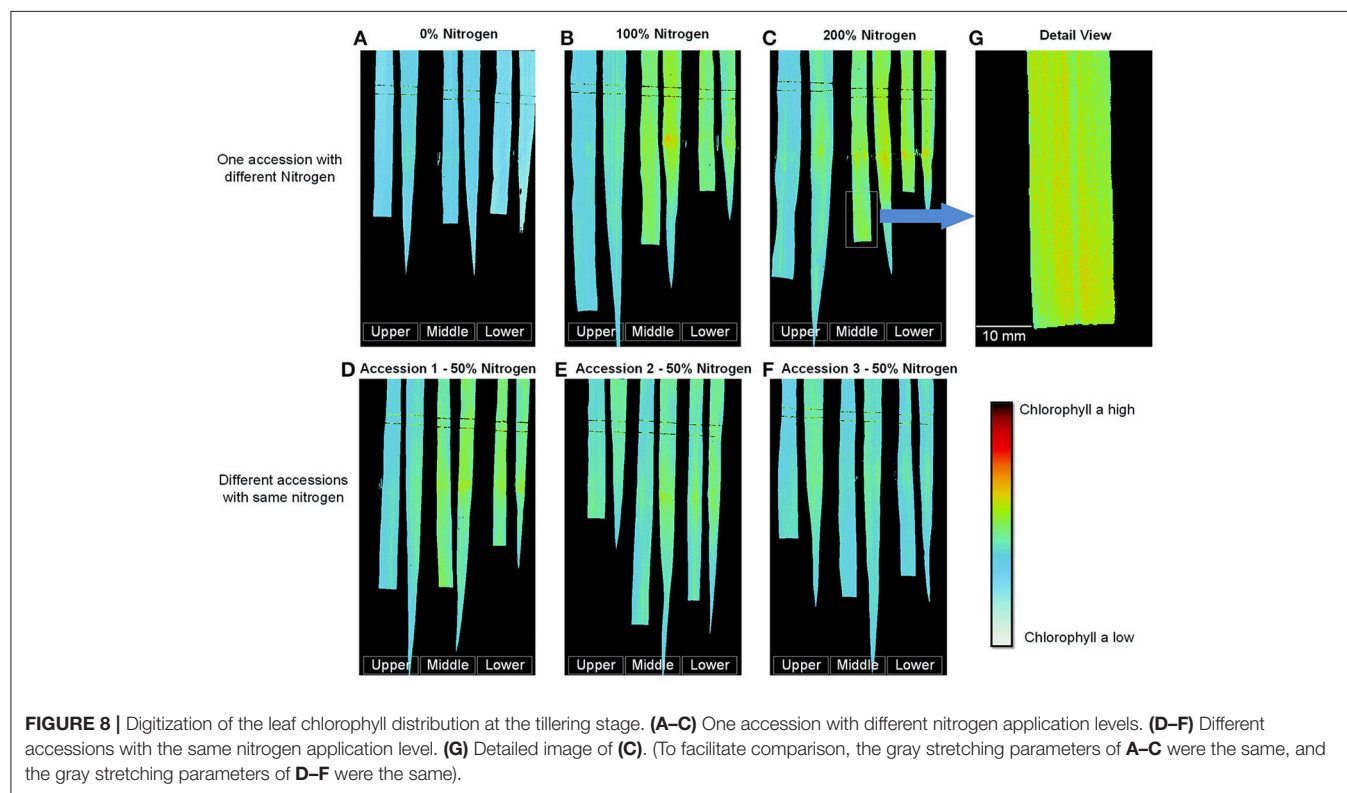 A 0% Nitrogen
B 100% Nitrogen
C 200% Nitrogen
G Detail View
One accession with
different Nitrogen
Upper Middle Lower
Upper Middle Lower
Upper Middle Lower
10 mm
D Accession 1 - 50% Nitrogen
E Accession 2 - 50% Nitrogen
F Accession 3 - 50% Nitrogen
Different accessions
with same nitrogen
Chlorophyll a high
Chlorophyll a low
Upper Middle Lower
Upper Middle Lower
Upper Middle Lower
FIGURE 8 | Digitization of the leaf chlorophyll distribution at the tillering stage. (A–C) One accession with different nitrogen application levels. (D–F) Different
accessions with the same nitrogen application level. (G) Detailed image of (C). (To facilitate comparison, the gray stretching parameters of A–C were the same, and
the gray stretching parameters of D–F were the same).